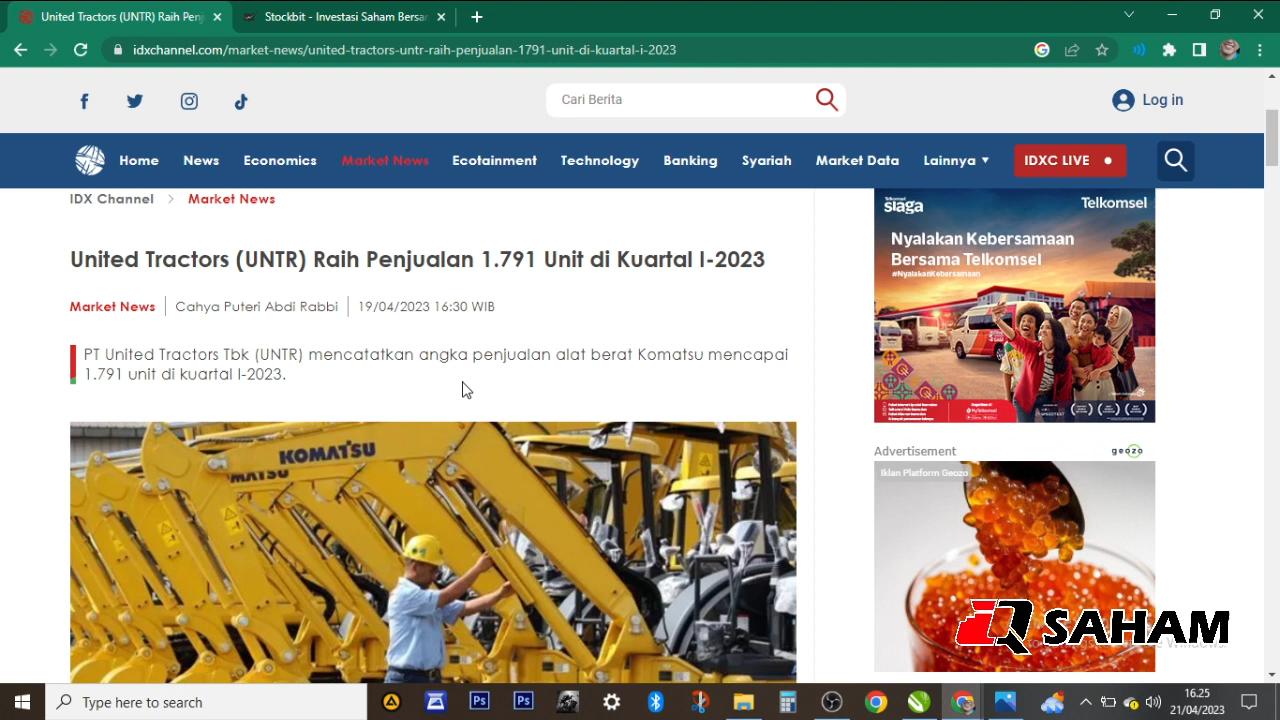 United Tractors (UNTR) Raih Penj
Stockbit - Investasi Saham Bersa
idxchannel.com/market-news/united-tractors-untr-raih-penjualan-1791-unit-di-kuartal-i-2023
Cari Berita
Log in
Home News Economics Market News Ecotainment Technology Banking Syariah Market Data Lainnya IDXC LIVE
IDX Channel > Market News
United Tractors (UNTR) Raih Penjualan 1.791 Unit di Kuartal I-2023
Market News | Cahya Puteri Abdi Rabbi | 19/04/2023 16:30 WIB
PT United Tractors Tbk (UNTR) mencatatkan angka penjualan alat berat Komatsu mencapai
1.791 unit di kuartal I-2023.
KOMATSU
MATSU
Telkomsel
siaga
Telkomsel
Nyalakan Kebersamaan
Bersama Telkomsel
#NyalakanKebersamaan
Advertisement
geozo
Iklan Platform Geozo
SAHAM
Windows.
Type here to search
Ps
Ps
16.25
21/04/2023